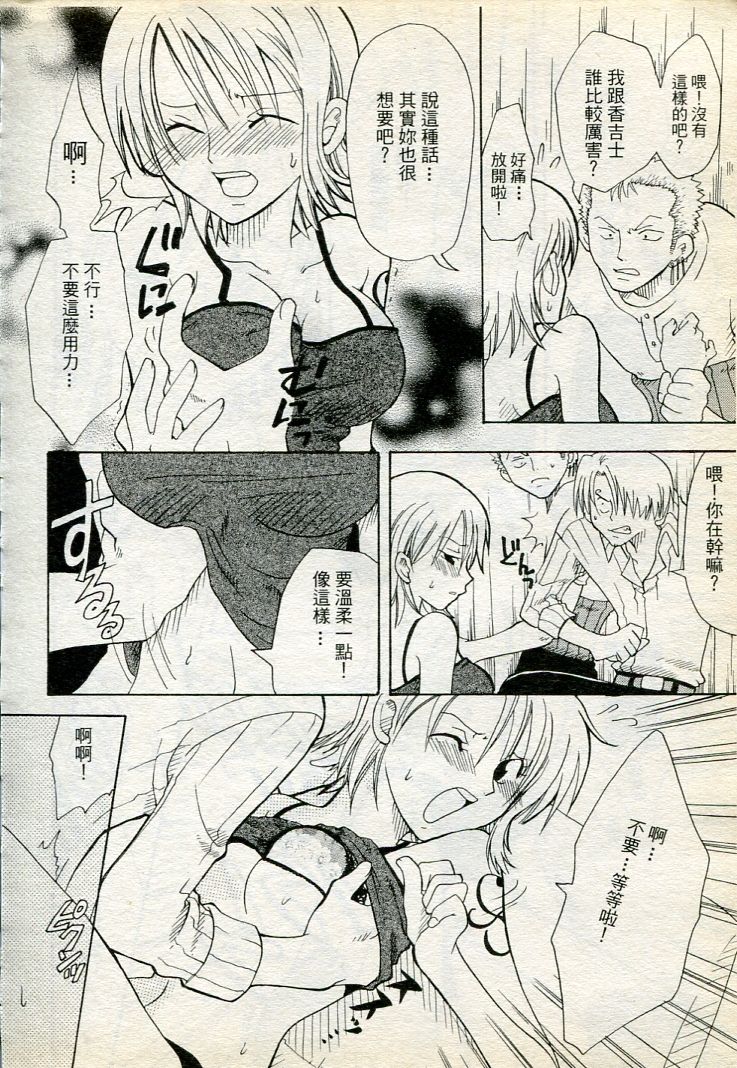 喂！沒有
這樣的吧？
我跟香吉士
誰比較厲害？
好痛…
放開啦！
說這種話…
其實妳也很
想要吧？
啊…
不行…
不要這麼用力…
ぐに
むにっ
喂！你在幹嘛？
どんっ
要溫柔一點！
像這樣…
するる
啊…
不要…等等啦！
啊啊！